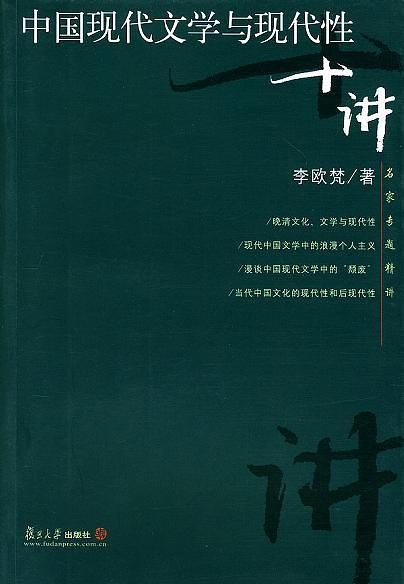 中国现代文学与现代性
十讲
李欧梵/著
名家专题精讲
/晚清文化、文学与现代性
/现代中国文学中的浪漫个人主义
/漫谈中国现代文学中的“颓废”
/当代中国文化的现代性和后现代性
讲
复旦大学出版社
www.fudanpress.com.cn